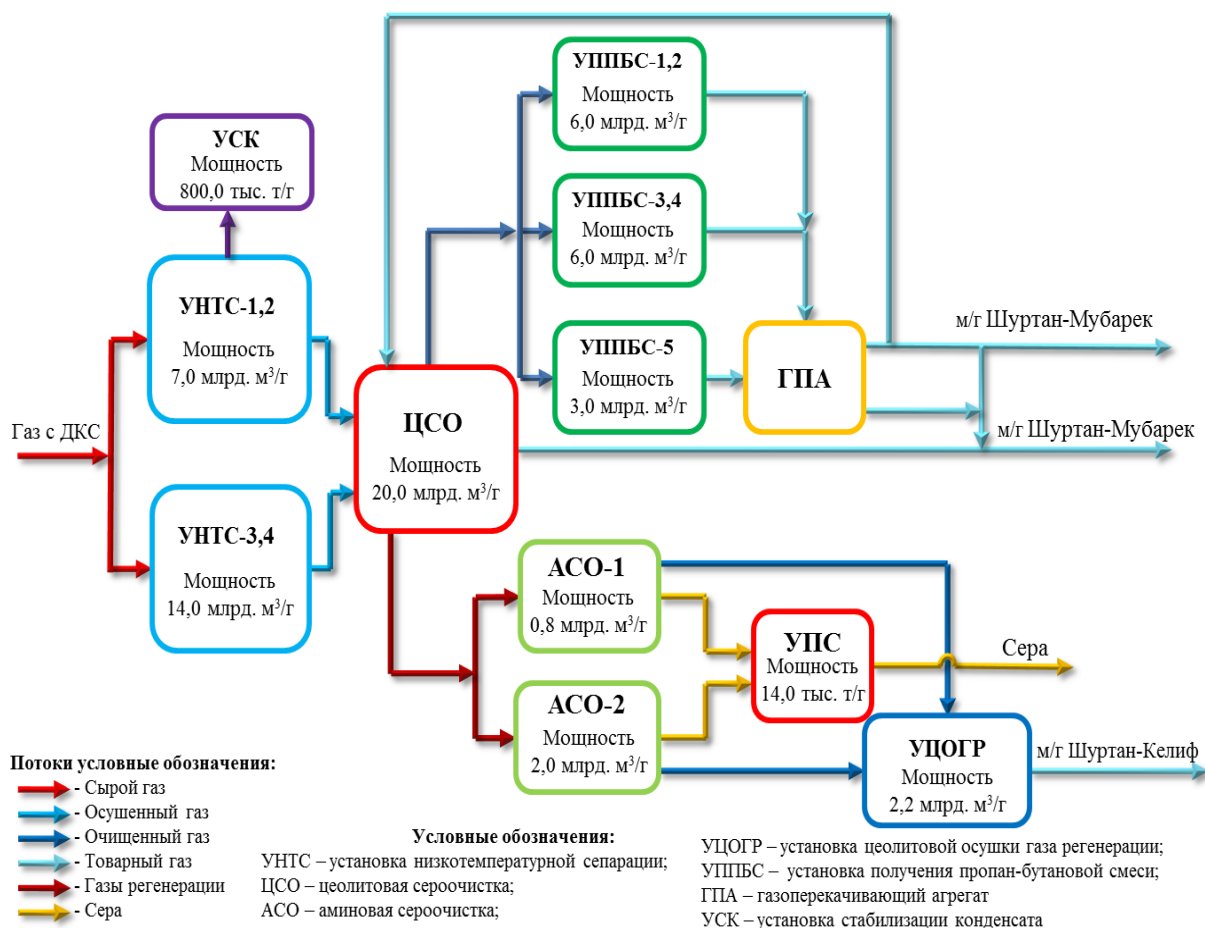 УППБС-1,2
Мощность
6,0 млрд. м³/г
УСК
Мощность
800,0 тыс. т/г
УППБС-3,4
Мощность
6,0 млрд. м³/г
УНТС-1,2
Мощность
7,0 млрд. м³/г
УППБС-5
Мощность
3,0 млрд. м³/г
ГПА
м/г Шуртан-Мубарек
Газ с ДКС
ЦСО
Мощность
20,0 млрд. м³/г
м/г Шуртан-Мубарек
УНТС-3,4
Мощность
14,0 млрд. м³/г
АСО-1
Мощность
0,8 млрд. м³/г
УПС
Мощность
14,0 тыс. т/г
Сера
АСО-2
Мощность
2,0 млрд. м³/г
УЦОГР
Мощность
2,2 млрд. м³/г
м/г Шуртан-Келиф
Потоки условные обозначения:
- Сырой газ
- Осушенный газ
- Очищенный газ
- Товарный газ
- Газы регенерации
- Сера
Условные обозначения:
УНТС – установка низкотемпературной сепарации;
ЦСО – цеолитовая сероочистка;
АСО – аминовая сероочистка;
УЦОГР – установка цеолитовой осушки газа регенерации;
УППБС – установка получения пропан-бутановой смеси;
ГПА – газоперекачивающий агрегат
УСК – установка стабилизации конденсата